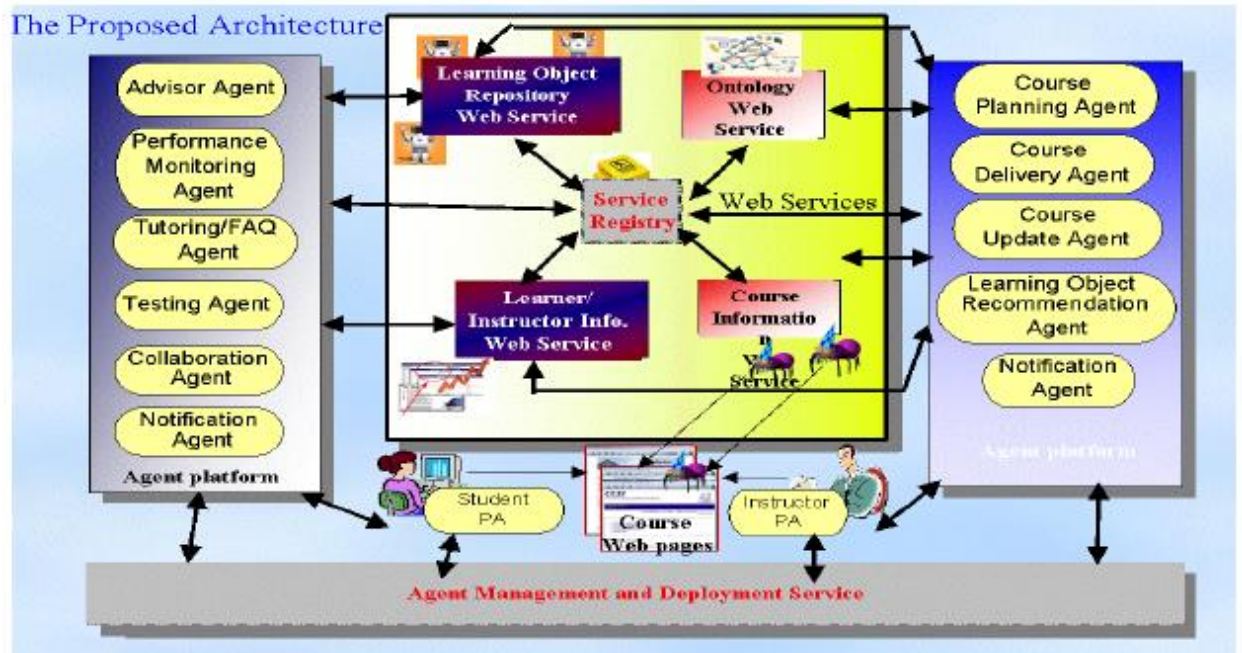 The Proposed Architecture
Advisor Agent
Performance
Monitoring
Agent
Tutoring/FAQ
Agent
Testing Agent
Collaboration
Agent
Notification
Agent
Agent platform
Learning Object
Repository
Web Service
Ontology
Web
Service
Service
Registry
Web Services
Learner/
Instructor Info.
Web Service
Course
Informatio
n
Service
Course
Planning Agent
Course
Delivery Agent
Course
Update Agent
Learning Object
Recommendation
Agent
Notification
Agent
Agent platform
Student
PA
Course
Web pages
Instructor
PA
Agent Management and Deployment Service